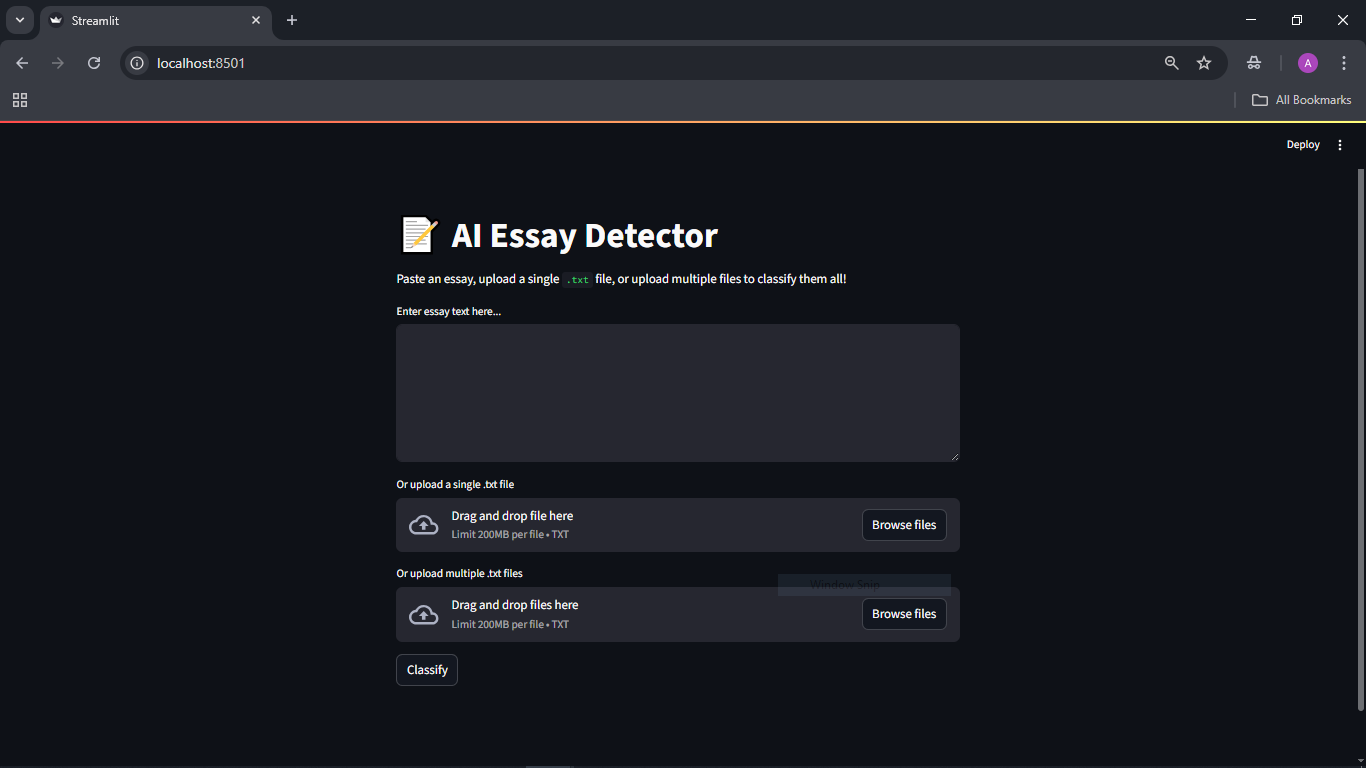 Streamlit
localhost:8501
A
All Bookmarks
Deploy
AI Essay Detector
Paste an essay, upload a single .txt file, or upload multiple files to classify them all!
Enter essay text here...
Or upload a single .txt file
Drag and drop file here
Limit 200MB per file • TXT
Browse files
Or upload multiple .txt files
Window Snip
Drag and drop files here
Limit 200MB per file • TXT
Browse files
Classify